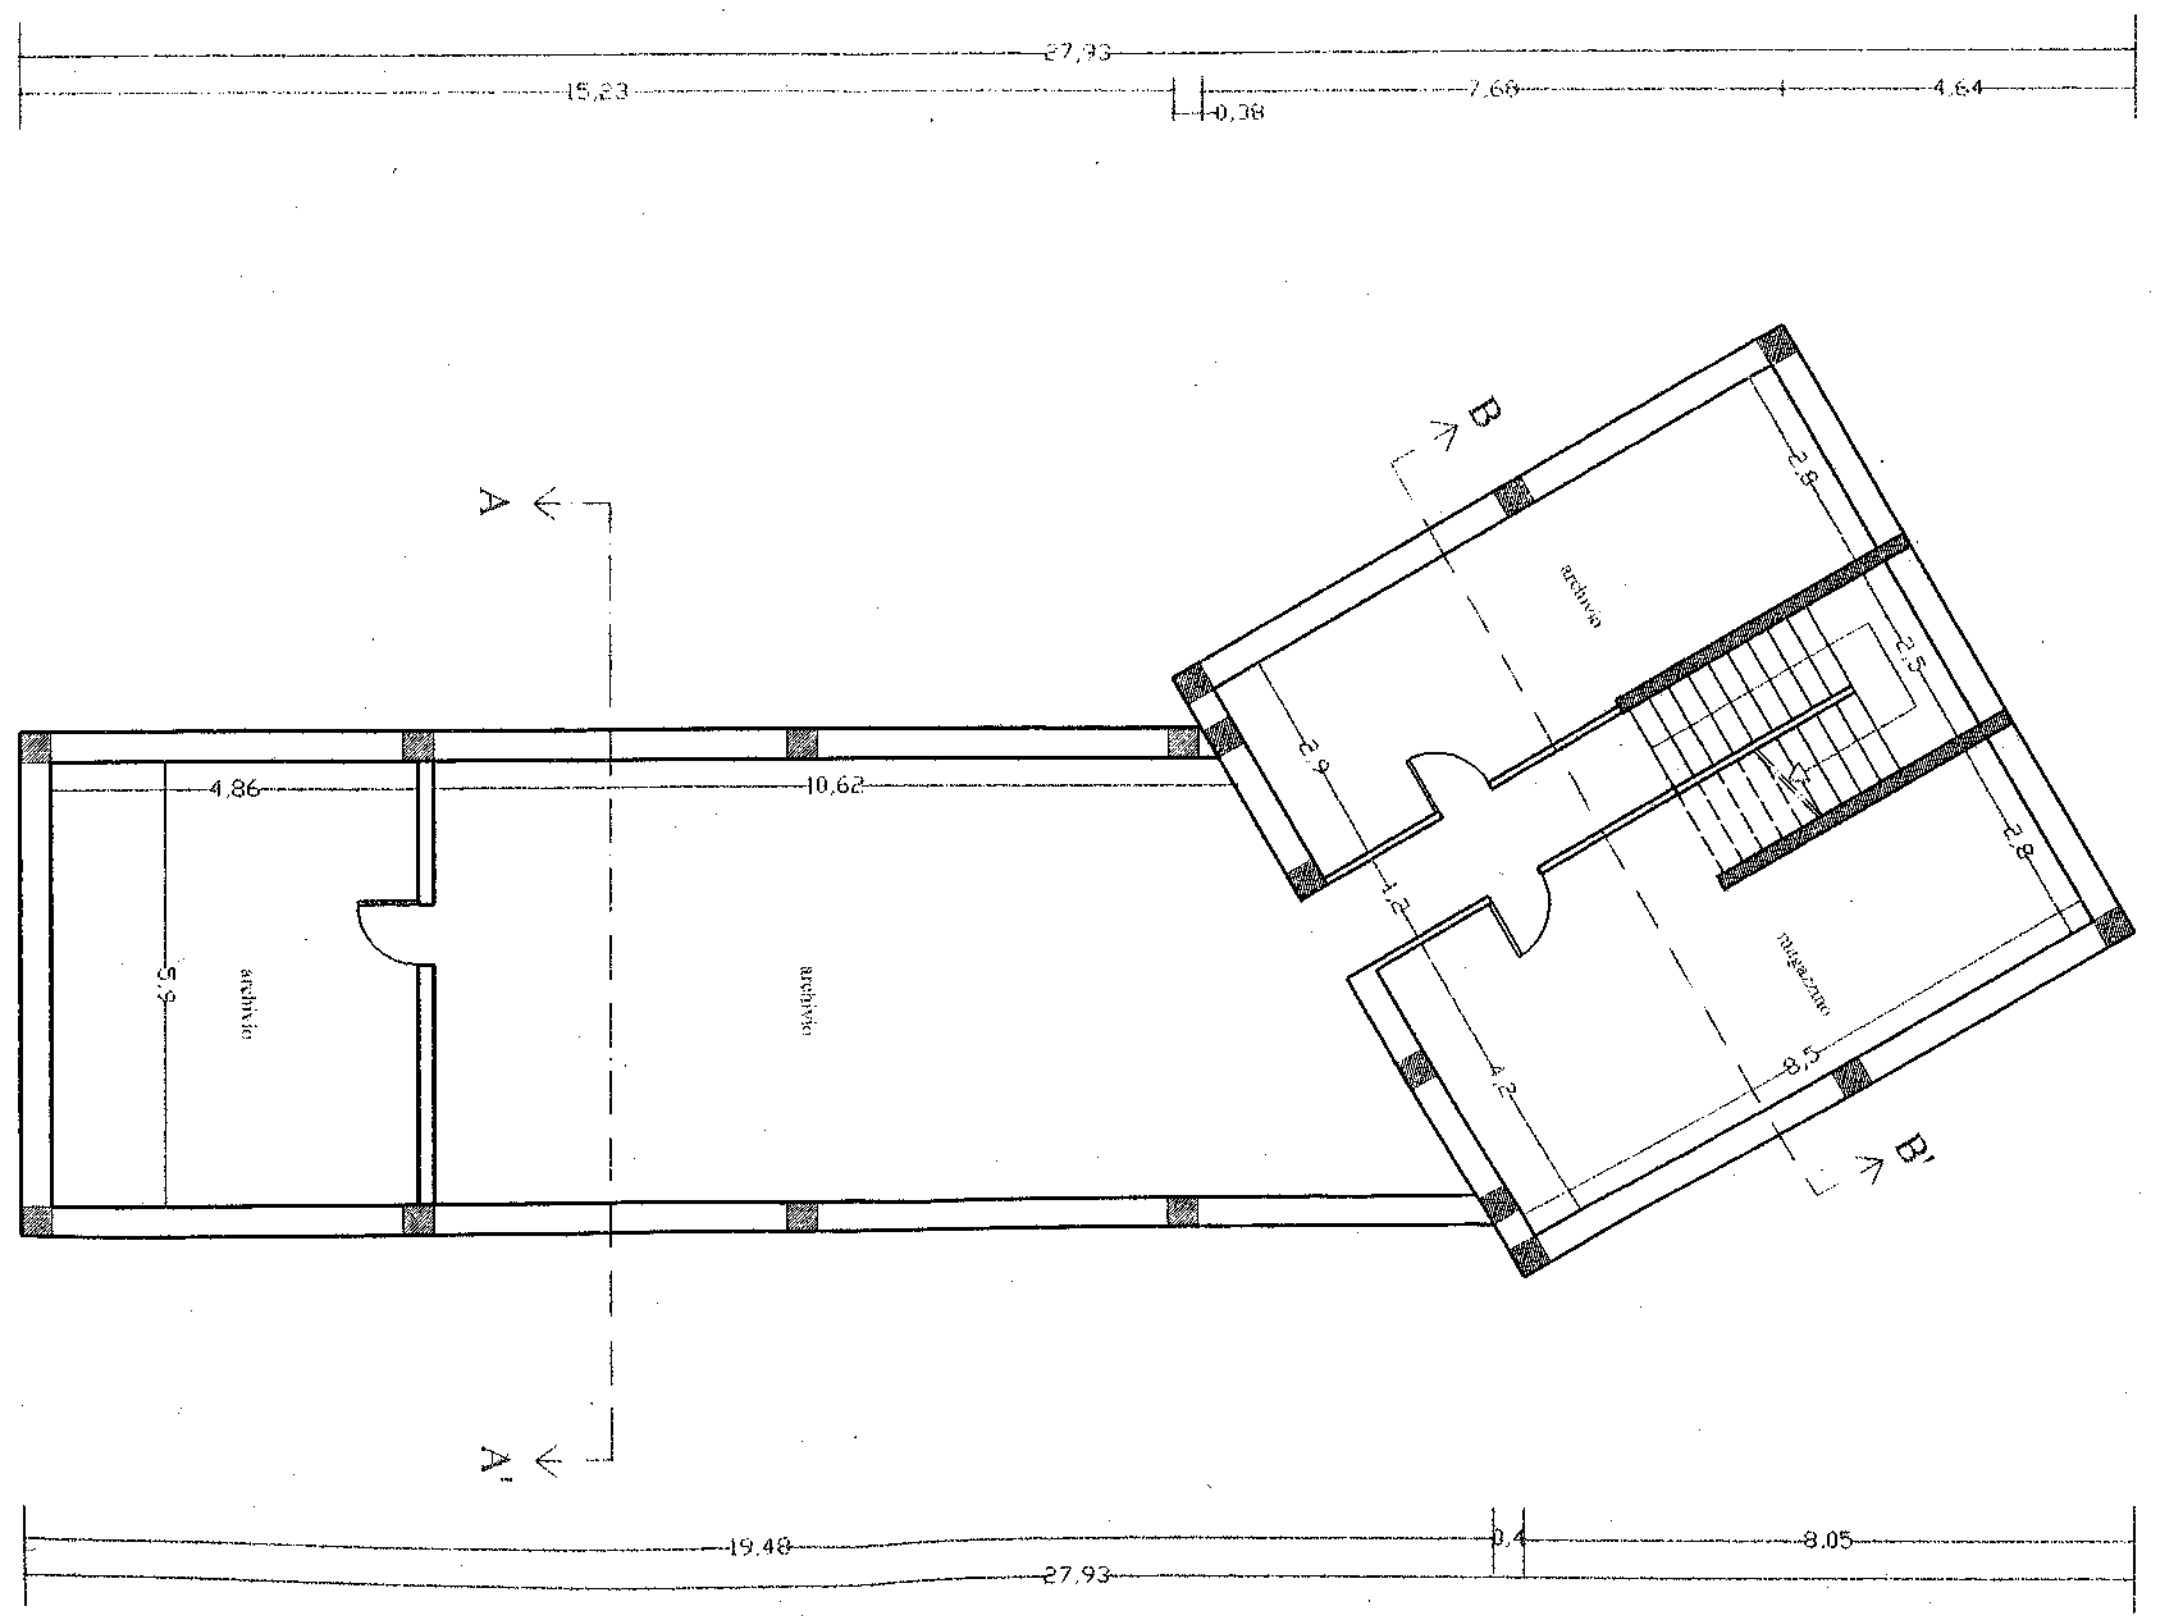 27,93
15,23
7,68
4,64
0,38
B
2,8
A
archivio
2,5
2,9
4,86
10,62
2,8
1,2
5,9
archivio
archivio
magazzino
8,5
4,2
B'
A'
19,48
0,4
8,05
27,93